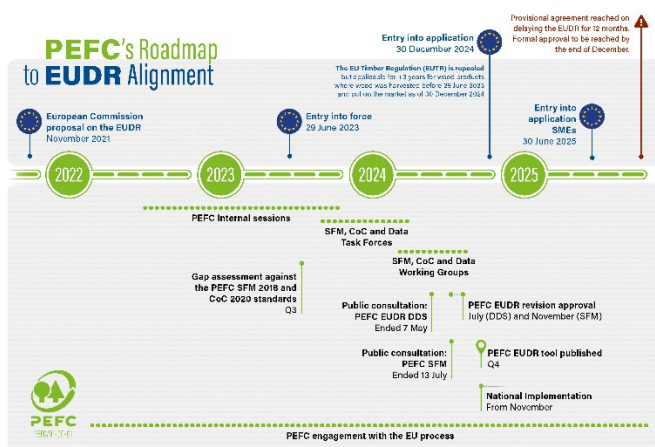 PEFC's Roadmap
to EUDR Alignment
Entry into application
30 December 2024
The EU Timber Regulation (EUTR) is repealed
but applicable for +3 years for wood products
where wood was harvested before 29 June 2023
and put on the market as of 30 December 2024
Provisional agreement reached on
delaying the EUDR for 12 months.
Formal approval to be reached by
the end of December.
European Commission
proposal on the EUDR
November 2021
Entry into force
29 June 2023
Entry into
application
SMEs
30 June 2025
2022
2023
2024
2025
PEFC Internal sessions
SFM, CoC and Data
Task Forces
SFM, CoC and Data
Working Groups
Gap assessment against
the PEFC SFM 2018 and
CoC 2020 standards
Q3
Public consultation:
PEFC EUDR DDS
Ended 7 May
PEFC EUDR revision approval
July (DDS) and November (SFM)
Public consultation:
PEFC SFM
Ended 13 July
PEFC EUDR tool published
Q4
National Implementation
From November
PEFC
PEFC engagement with the EU process